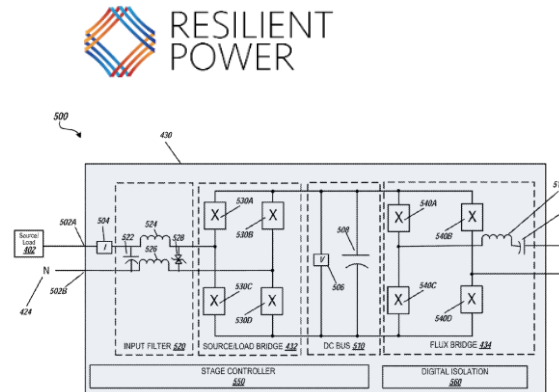 RESILIENT
POWER
500
430
530A
530B
540A
540B
502A
504
524
522
526
528
508
506
Source/
Load
402
N
424
502B
530C
530D
540C
540D
INPUT FILTER 520
SOURCE/LOAD BRIDGE 432
DC BUS 510
FLUX BRIDGE 434
STAGE CONTROLLER
550
DIGITAL ISOLATION
560